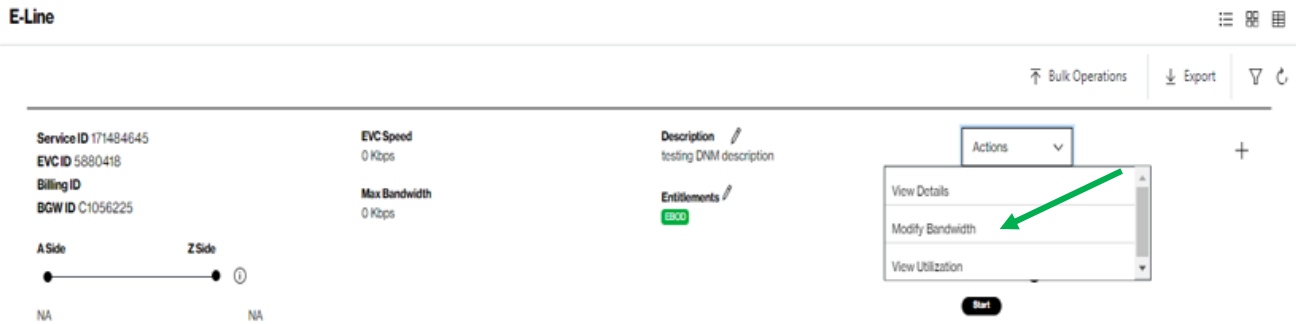 E-Line
Bulk Operations
Export
Service ID 171484645
EVC ID 5880418
Billing ID
BGW ID C1056225
EVC Speed
0 Kbps
Max Bandwidth
0 Kbps
Description
testing DNM description
Entitlements
EBOD
Actions
View Details
Modify Bandwidth
View Utilization
A Side Z Side
NA NA
Start